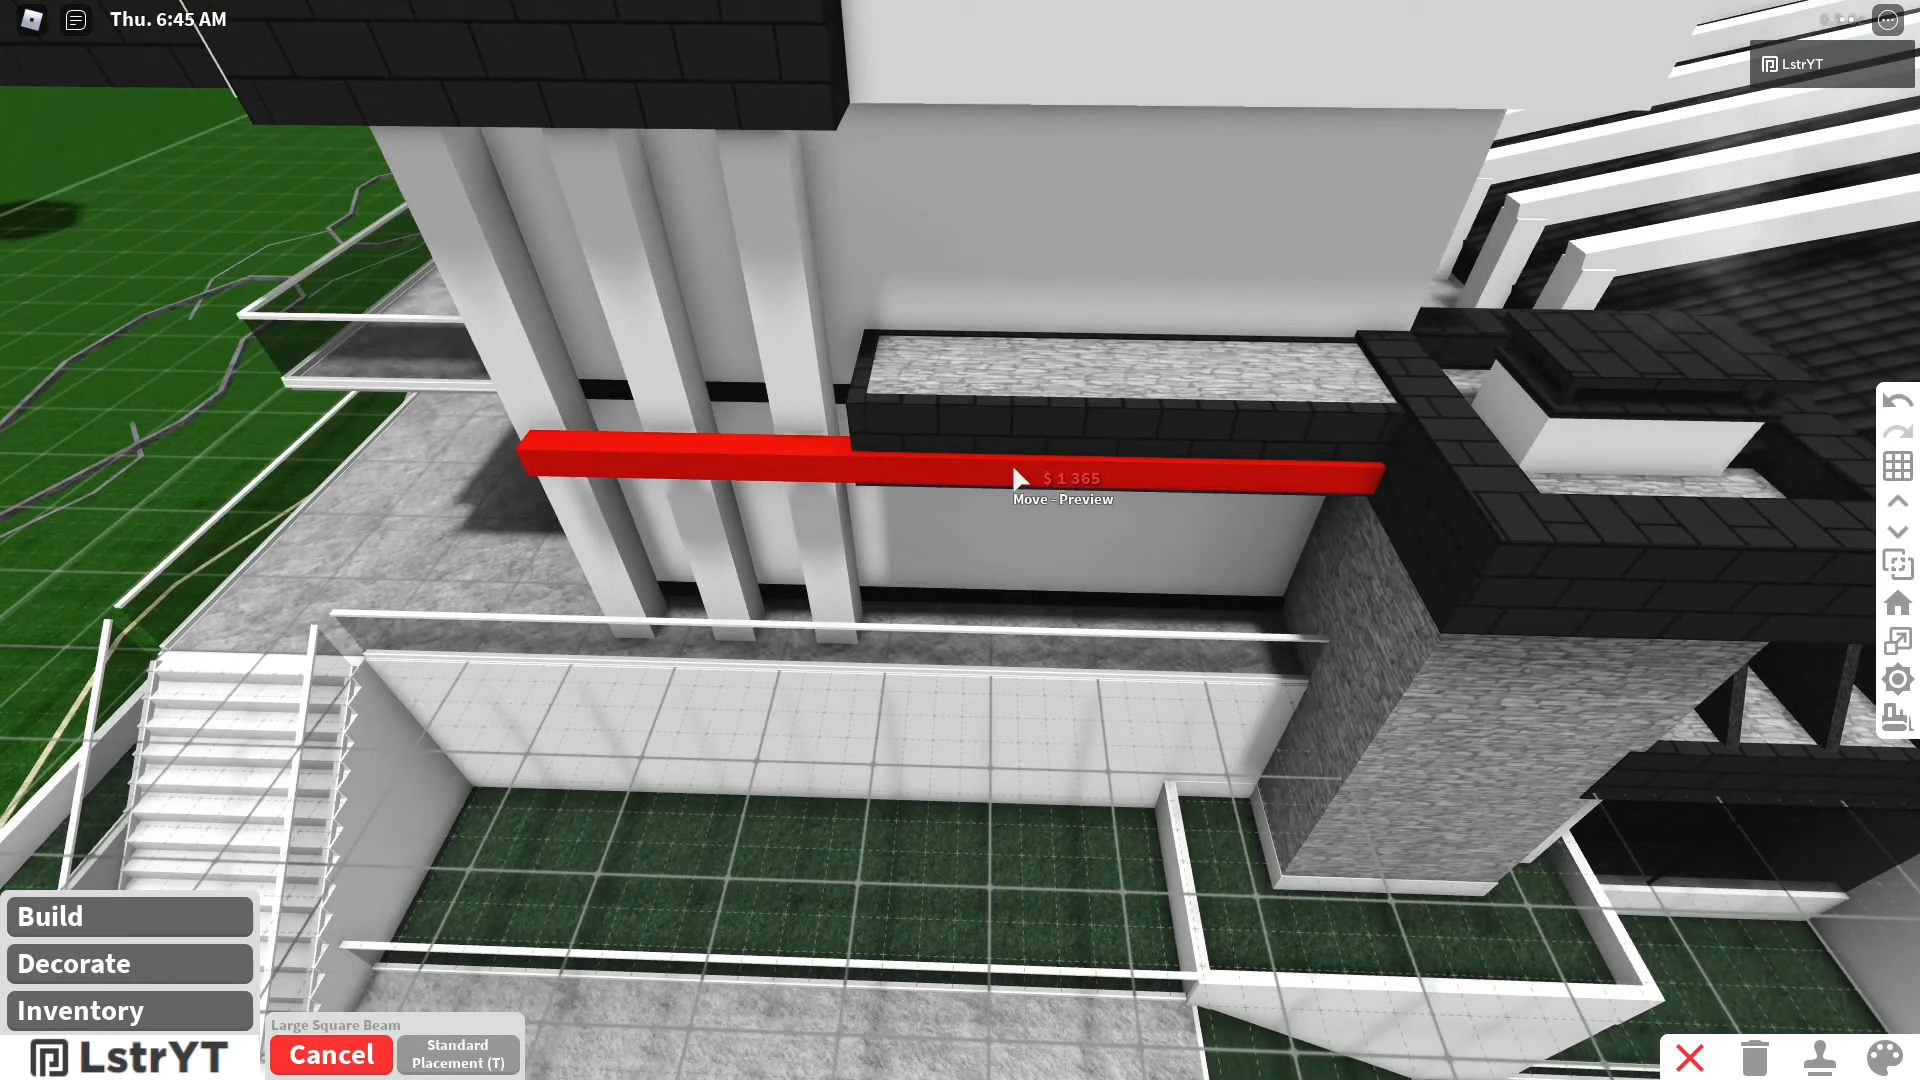 Thu. 6:45 AM
LstrYT
$ 1 365
Move - Preview
Build
Decorate
Inventory
LstrYT
Large Square Beam
Cancel
Standard
Placement (T)